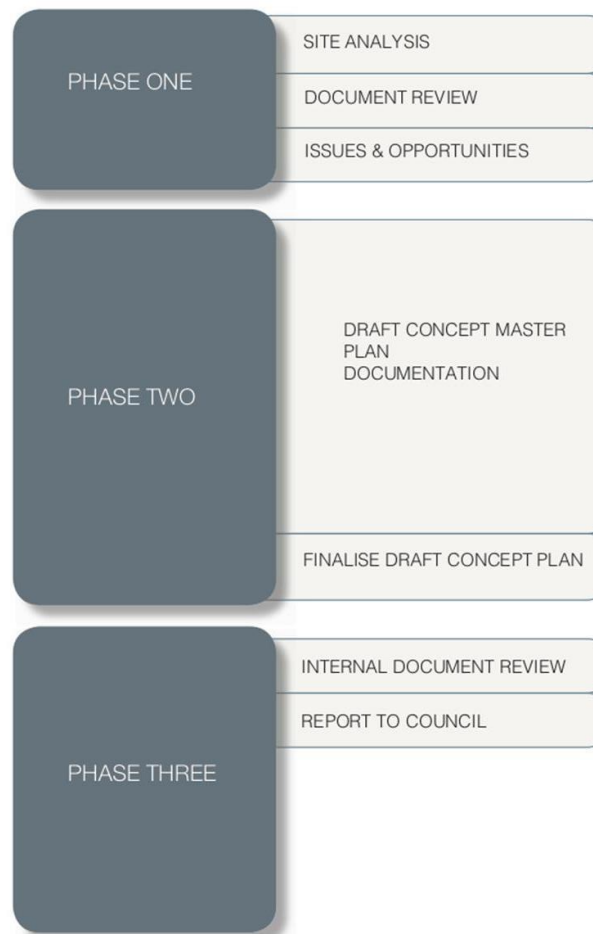 PHASE ONE
SITE ANALYSIS
DOCUMENT REVIEW
ISSUES & OPPORTUNITIES
PHASE TWO
DRAFT CONCEPT MASTER
PLAN
DOCUMENTATION
FINALISE DRAFT CONCEPT PLAN
PHASE THREE
INTERNAL DOCUMENT REVIEW
REPORT TO COUNCIL